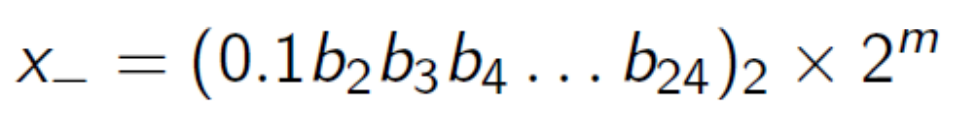 x₋ = (0.1b₂b₃b₄ … b₂₄)₂ × 2ᵐ